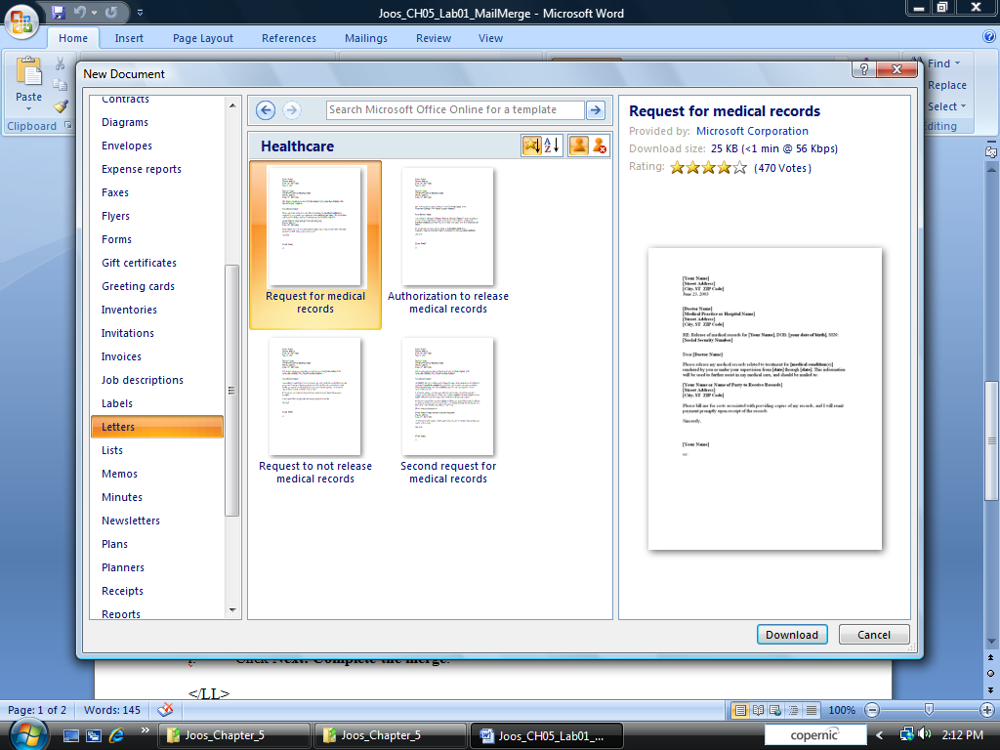 Joos_CH05_Lab01_MailMerge - Microsoft Word
Home Insert Page Layout References Mailings Review View
Paste
Clipboard
Find
Replace
Select
Editing
New Document
Contracts
Diagrams
Envelopes
Expense reports
Faxes
Flyers
Forms
Gift certificates
Greeting cards
Inventories
Invitations
Invoices
Job descriptions
Labels
Letters
Lists
Memos
Minutes
Newsletters
Plans
Planners
Receipts
Reports
Search Microsoft Office Online for a template
Healthcare
Request for medical
records
Authorization to release
medical records
Request to not release
medical records
Second request for
medical records
Request for medical records
Provided by: Microsoft Corporation
Download size: 25 KB (<1 min @ 56 Kbps)
Rating: (470 Votes)
[Your Name]
[Street Address]
[City, ST ZIP Code]
June 23, 2003
[Doctor Name]
[Medical Practice or Hospital Name]
[Street Address]
[City, ST ZIP Code]
RE: Release of medical records for [Your Name], DOB: [your date of birth], SSN:
[Social Security Number]
Dear [Doctor Name]:
Please release any medical records related to treatment for [medical condition(s)]
rendered by you or under your supervision from [date] through [date]. This information
will be used to further assist in my medical care, and should be mailed to:
[Your Name or Name of Party to Receive Records]
[Street Address]
[City, ST ZIP Code]
Please bill me for costs associated with providing copies of my records, and I will remit
payment promptly upon receipt of the records.
Sincerely,
[Your Name]
cc:
Download Cancel
Click Next: Complete the merge.
</LL>
Page: 1 of 2 Words: 145 100%
Joos_Chapter_5 Joos_Chapter_5 Joos_CH05_Lab01_... copernic 2:12 PM